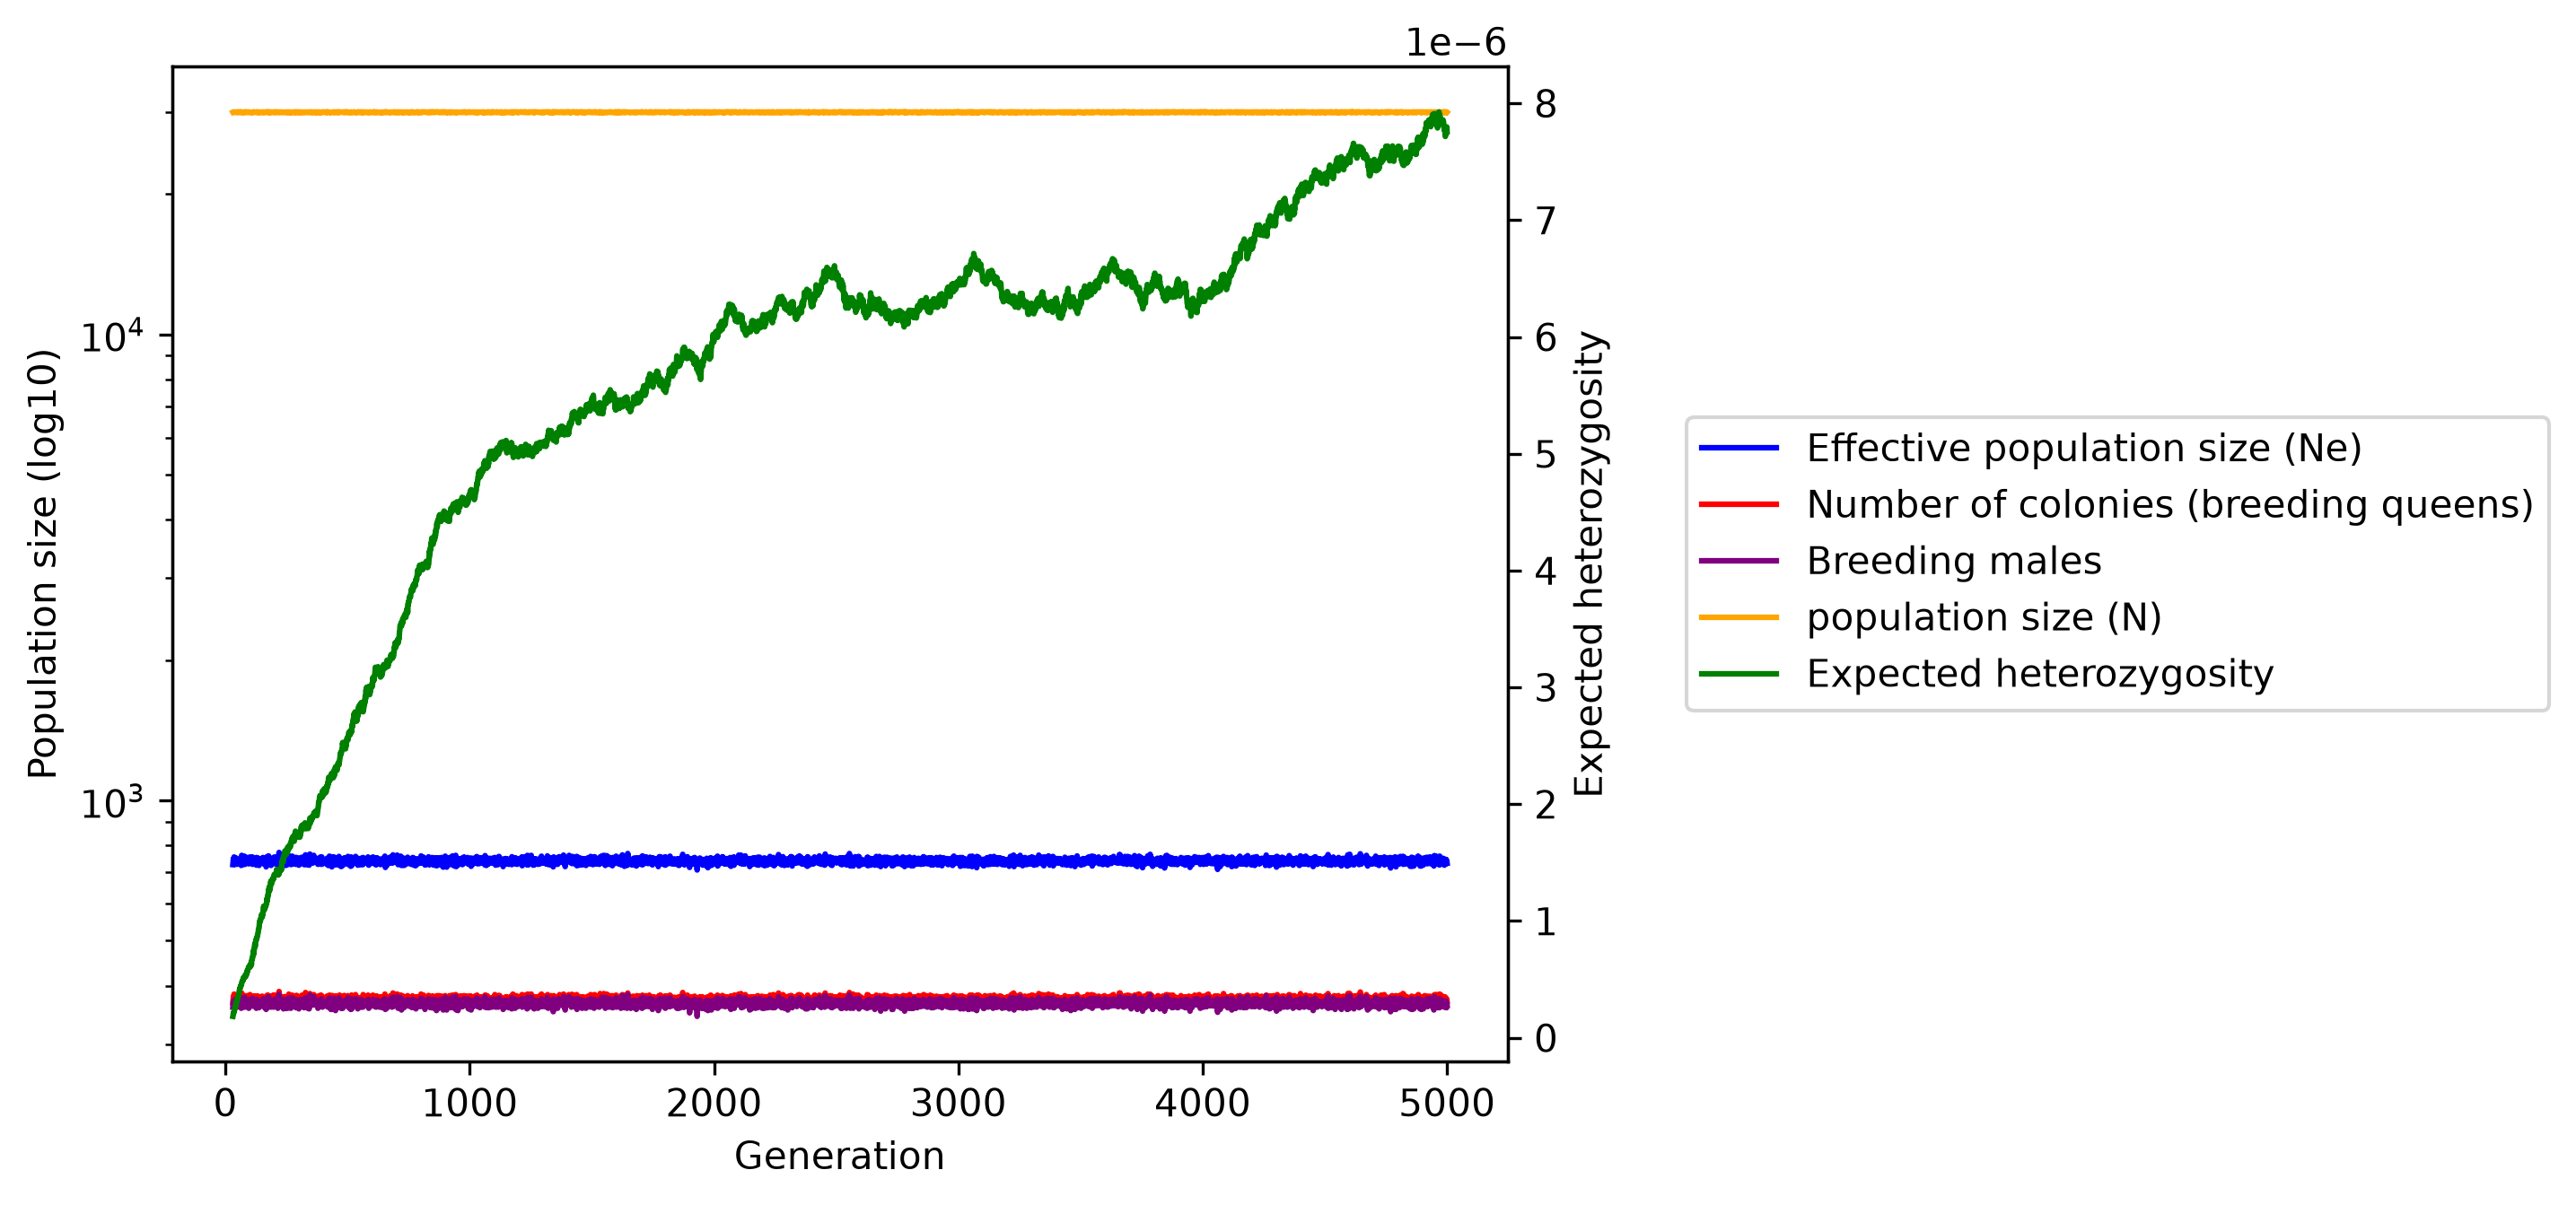 1e−6
Population size (log10)
10⁴
10³
8
7
6
5
4
3
2
1
0
Expected heterozygosity
0 1000 2000 3000 4000 5000
Generation
Effective population size (Ne)
Number of colonies (breeding queens)
Breeding males
population size (N)
Expected heterozygosity